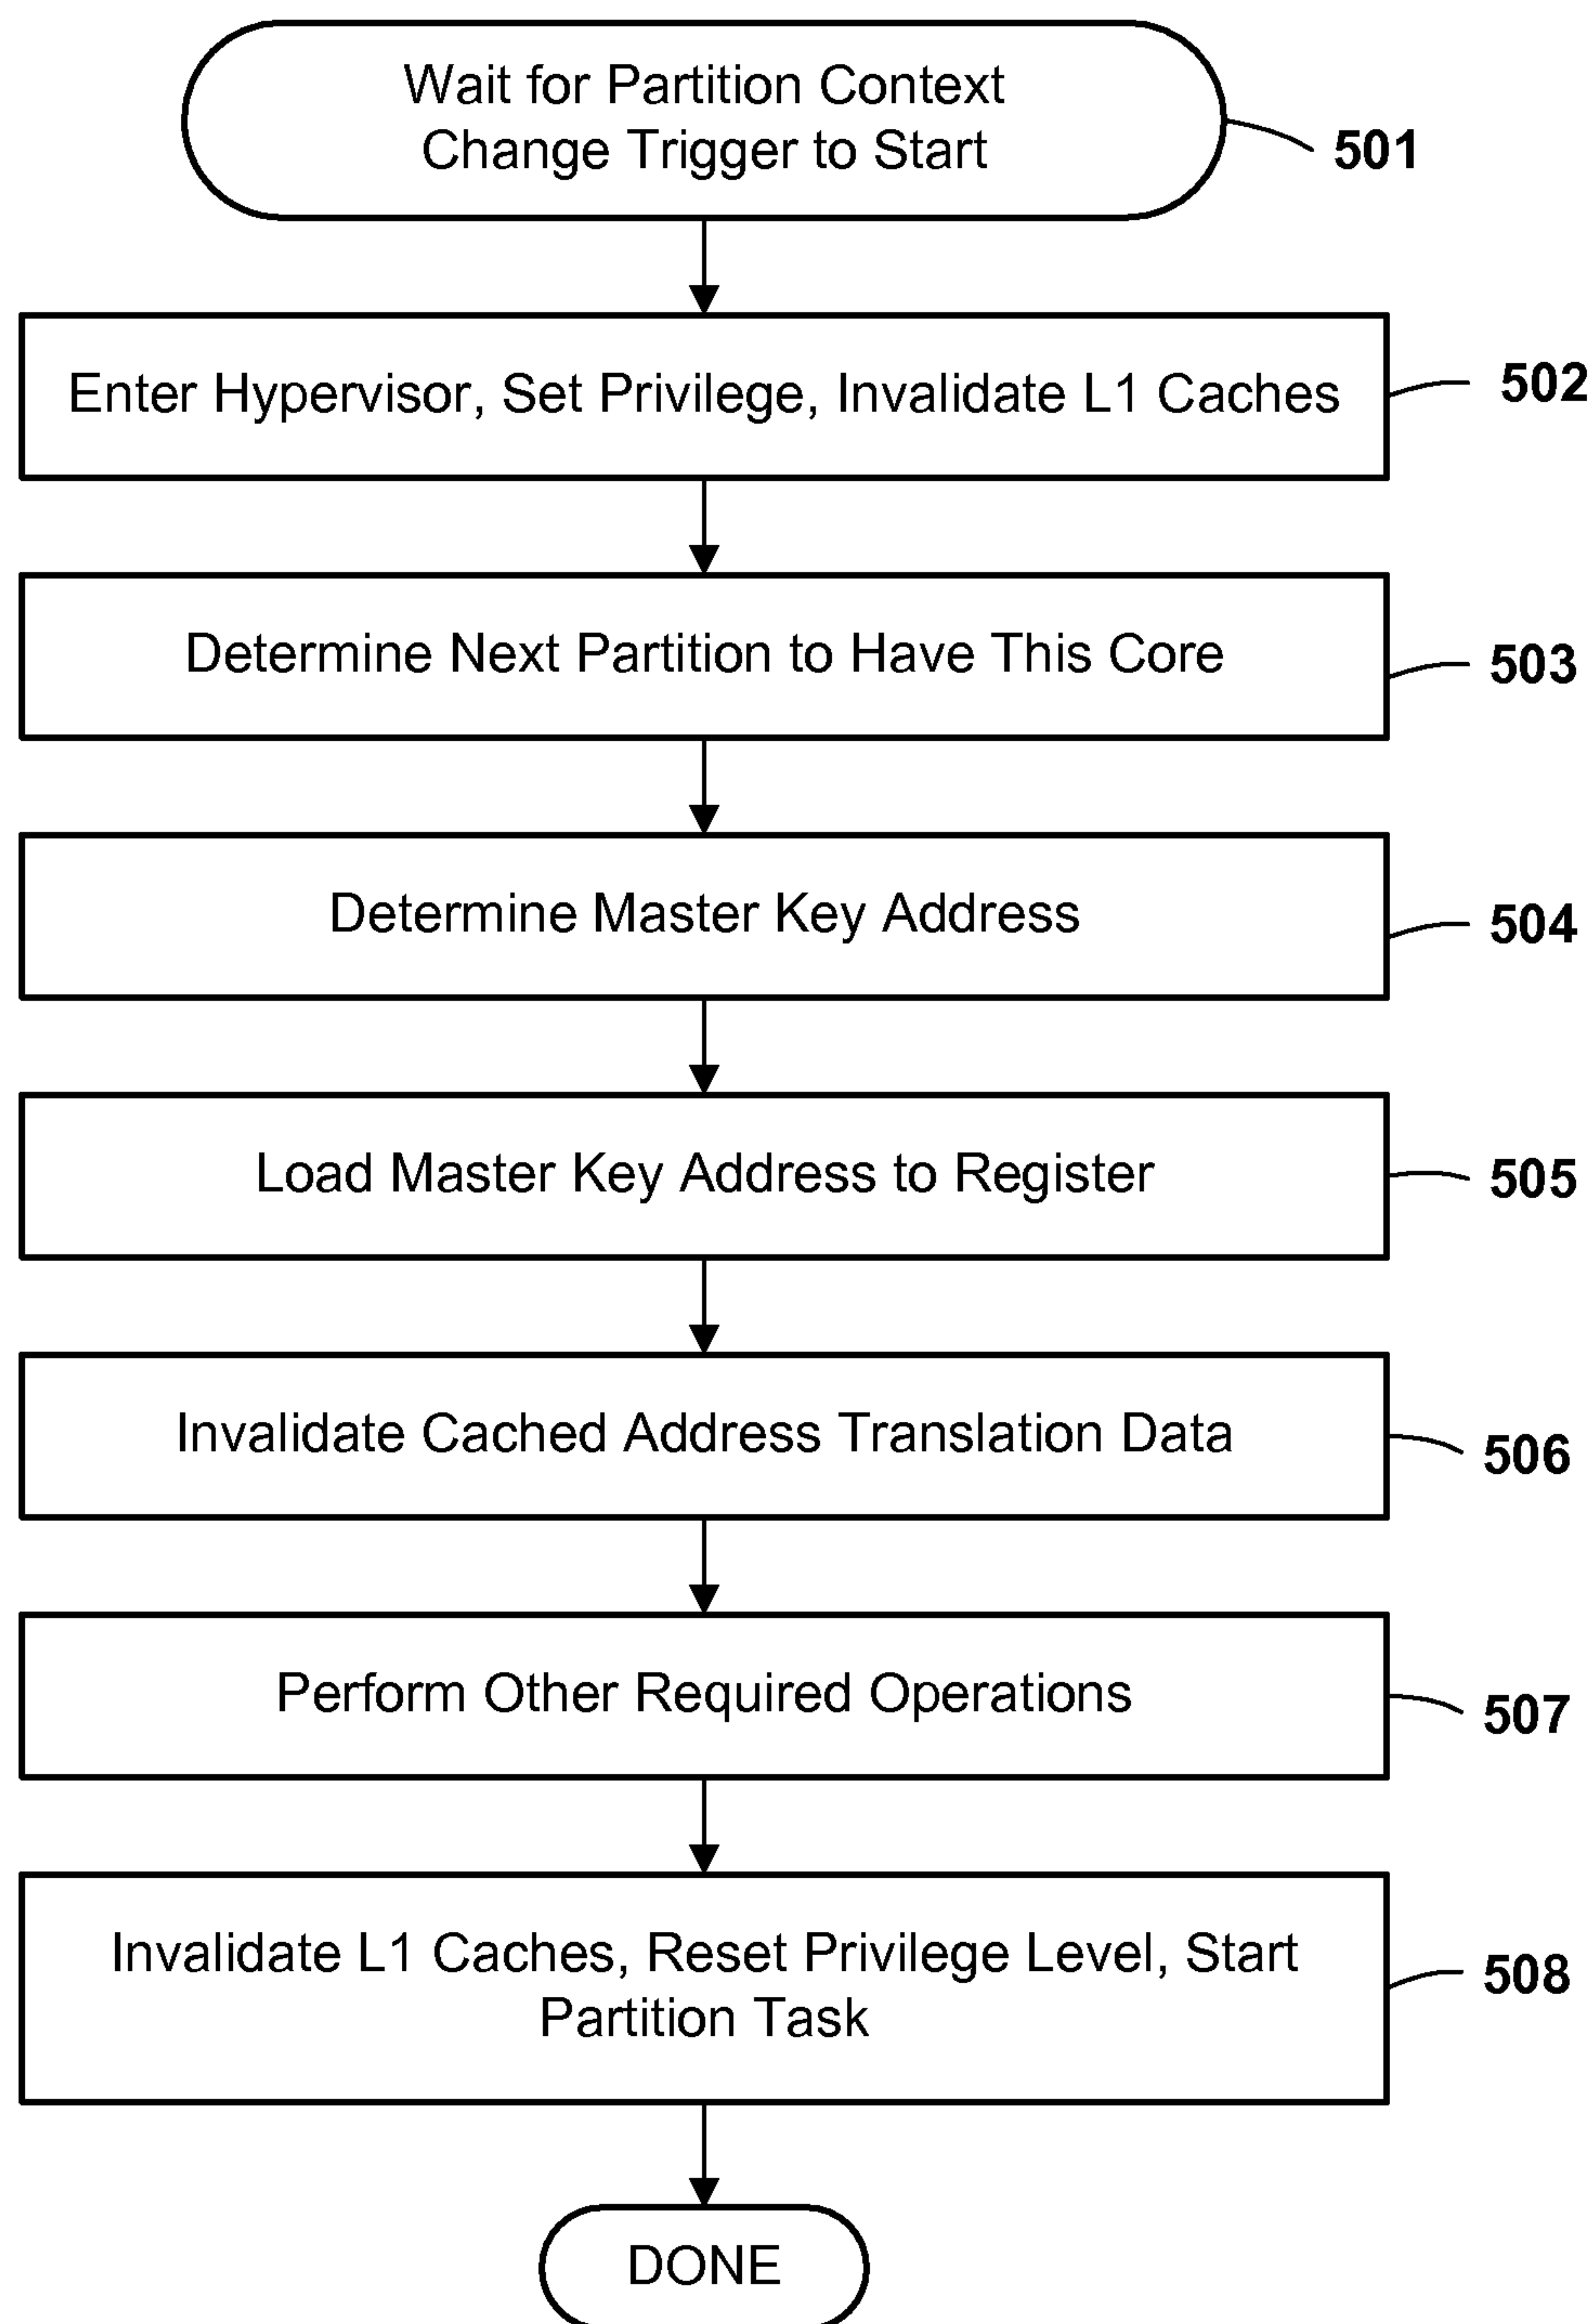 Wait for Partition Context
Change Trigger to Start
501
Enter Hypervisor, Set Privilege, Invalidate L1 Caches
502
Determine Next Partition to Have This Core
503
Determine Master Key Address
504
Load Master Key Address to Register
505
Invalidate Cached Address Translation Data
506
Perform Other Required Operations
507
Invalidate L1 Caches, Reset Privilege Level, Start
Partition Task
508
DONE